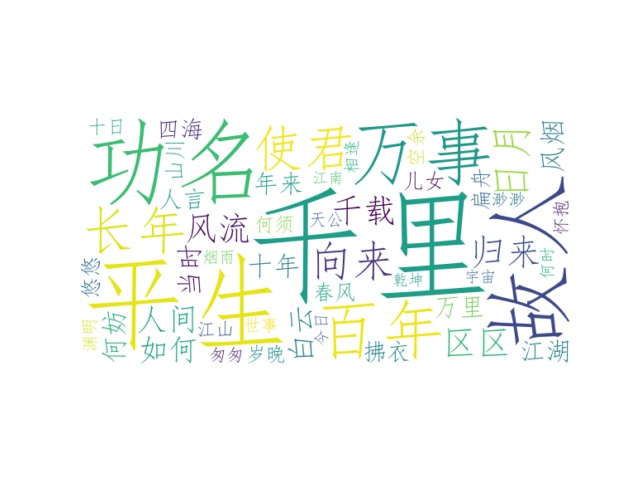 十日
四海
使君
万事
空余
日月
风烟
功名
山川
相逢
人言
年来
江南
儿女
扁舟
渺渺
故人
怀抱
长年
风流
何须
天公
千载
千里
向来
归来
何时
悠悠
当时
烟雨
十年
乾坤
宇宙
平生
春风
万里
渊明
何妨
人间
江山
世事
白云
今日
百年
区区
如何
匆匆
岁晚
拂衣
江湖